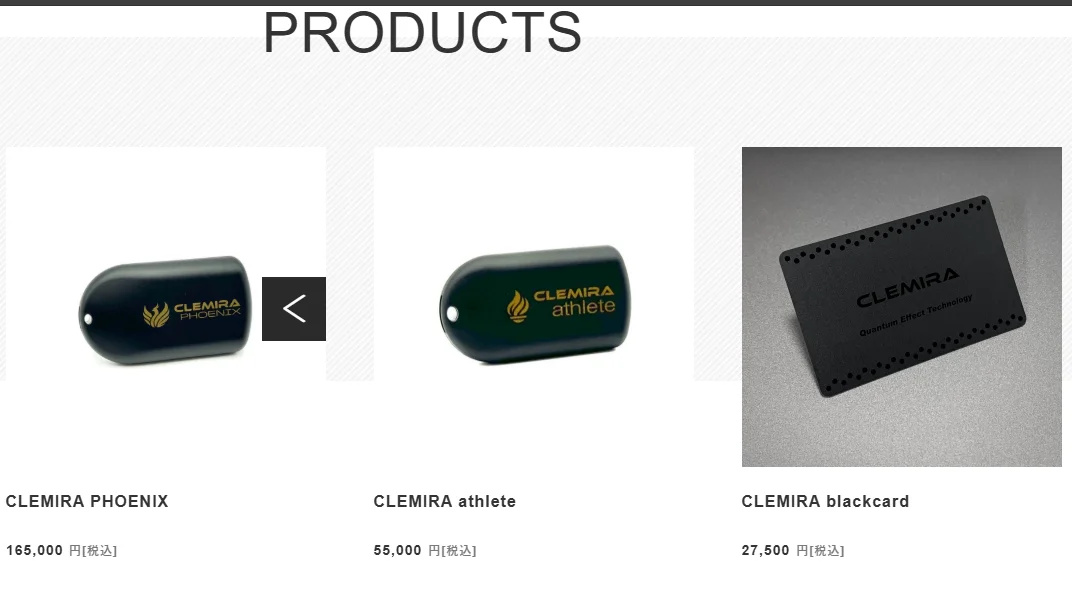 PRODUCTS
CLEMIRA
PHOENIX
CLEMIRA
athlete
CLEMIRA
Quantum Effect Technology
CLEMIRA PHOENIX
165,000 円[税込]
CLEMIRA athlete
55,000 円[税込]
CLEMIRA blackcard
27,500 円[税込]